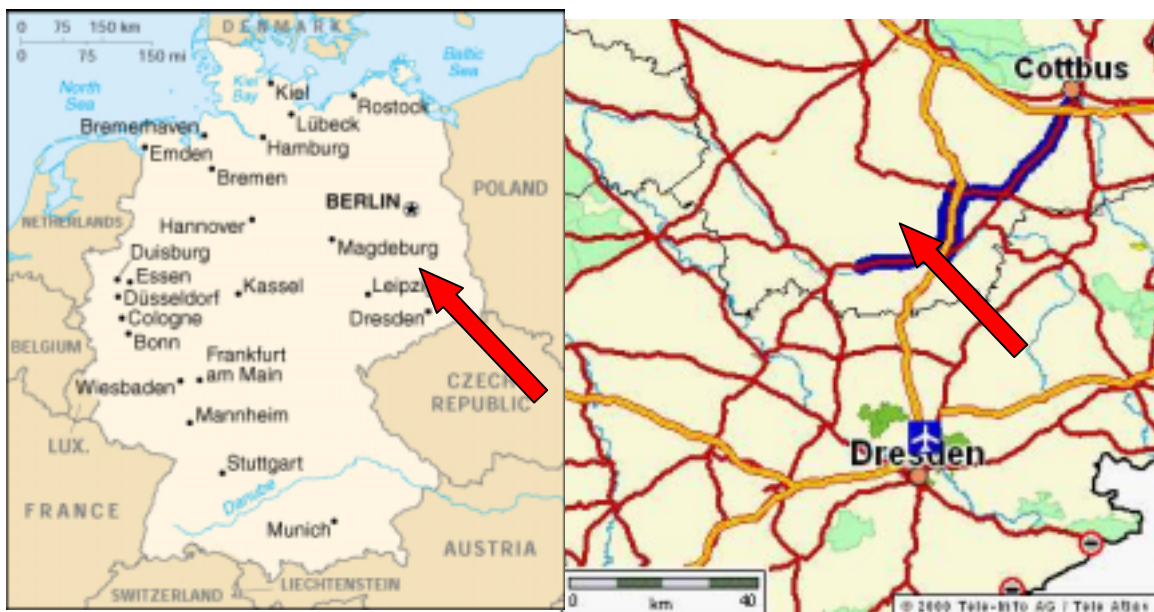 0 75 150 km
0 75 150 mi
DENMARK
Baltic
Sea
North
Sea
Kiel
Bay
Kiel
Rostock
Lübeck
Bremerhaven
Hamburg
Emden
Bremen
POLAND
BERLIN
NETHERLANDS
Hannover
Magdeburg
Duisburg
Essen
Kassel
Düsseldorf
Dresden
Cologne
Bonn
BELGIUM
Frankfurt
am Main
Wiesbaden
CZECH
REPUBLIC
Mannheim
LUX.
Stuttgart
Danube
FRANCE
Munich
AUSTRIA
LIECHTENSTEIN
SWITZERLAND
Cottbus
Dresden
0 km 40
© 2000 Tele-Info AG / Tele Atlas